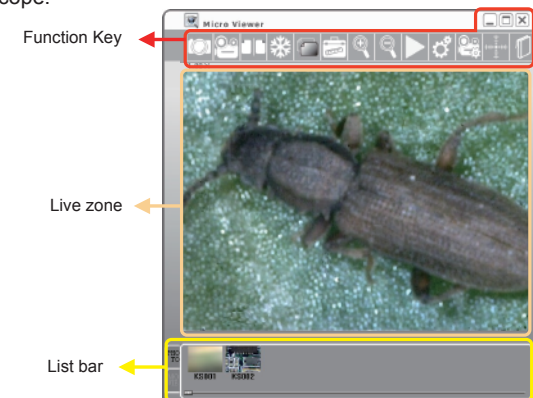 scope.
Micro Viewer
Function Key
Live zone
List bar
KS001 KS002